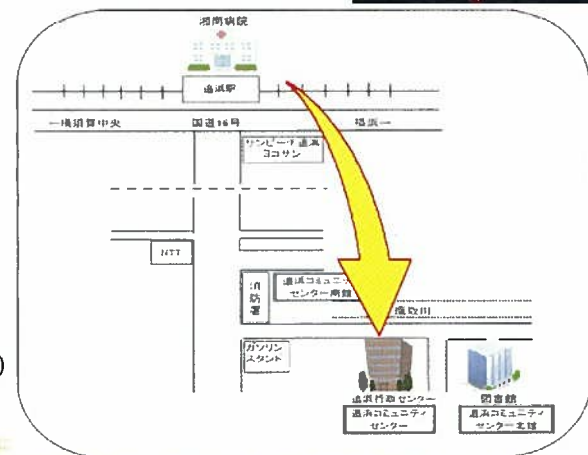 湘南病院
追浜駅
←横須賀中央
国道16号
横浜→
サンビーチ追浜
ヨコサン
NTT
消防署
追浜コミュニティ
センター南館
鷹取川
ガソリン
スタンド
追浜行政センター
追浜コミュニティ
センター
図書館
追浜コミュニティ
センター北館
)